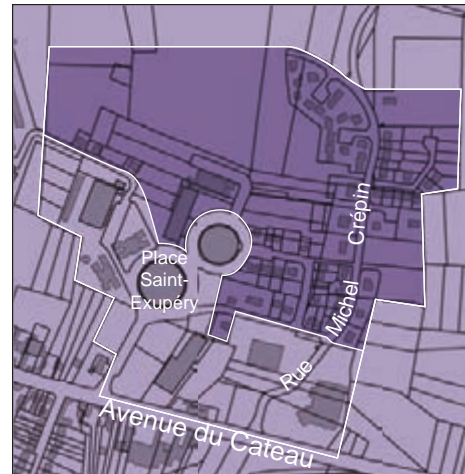 Place
Saint-
Exupéry
Rue Michel Crépin
Avenue du Cateau